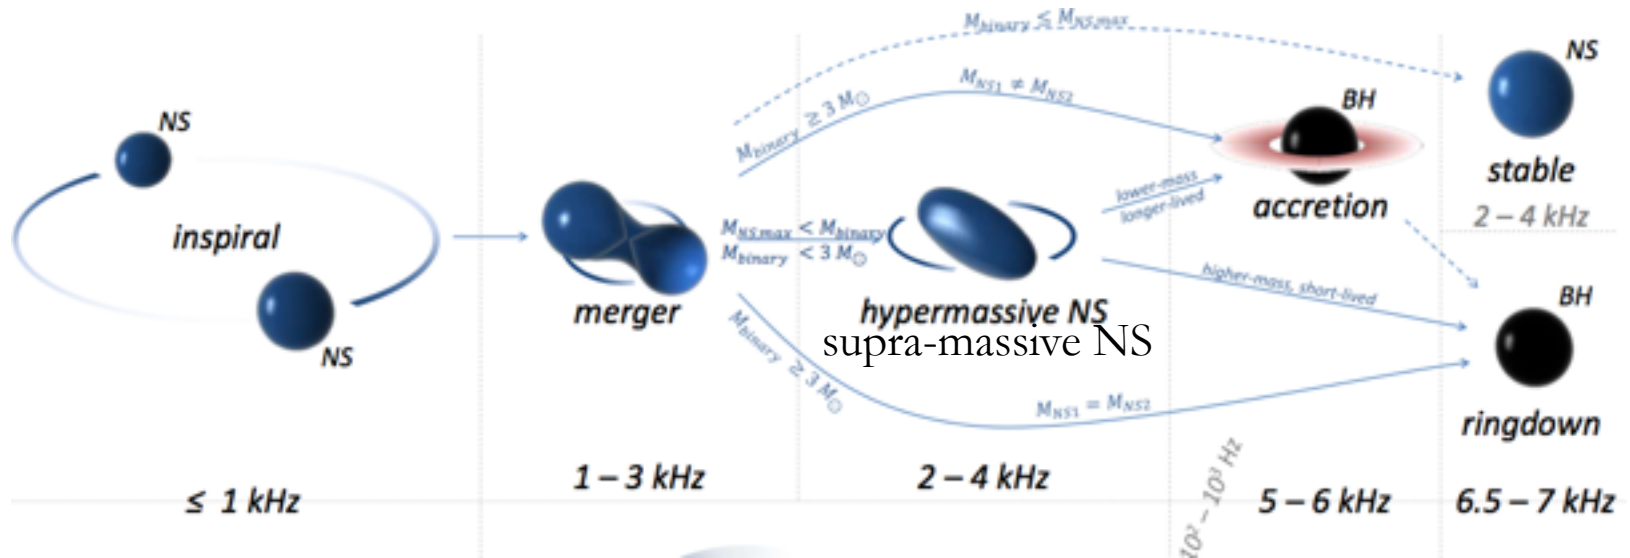 NS
inspiral
NS
≤ 1 kHz
merger
1 – 3 kHz
M_binary ≤ M_NS,max
M_binary ≥ 3 M☉
M_NS1 ≠ M_NS2
M_NS,max < M_binary
M_binary < 3 M☉
M_binary ≥ 3 M☉
M_NS1 = M_NS2
hypermassive NS
supra-massive NS
2 – 4 kHz
lower-mass
longer-lived
higher-mass, short-lived
BH
accretion
10² – 10³ Hz
5 – 6 kHz
NS
stable
2 – 4 kHz
BH
ringdown
6.5 – 7 kHz